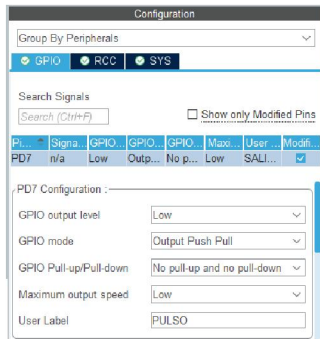 Configuration
Group By Peripherals
GPIO RCC SYS
Search Signals
Search (Ctrl+F) Show only Modified Pins
Pi... Signa... GPIO... GPIO... GPIO... Maxi... User ... Modifi...
PD7 n/a Low Outp... No p... Low SALI...
PD7 Configuration :
GPIO output level Low
GPIO mode Output Push Pull
GPIO Pull-up/Pull-down No pull-up and no pull-down
Maximum output speed Low
User Label PULSO